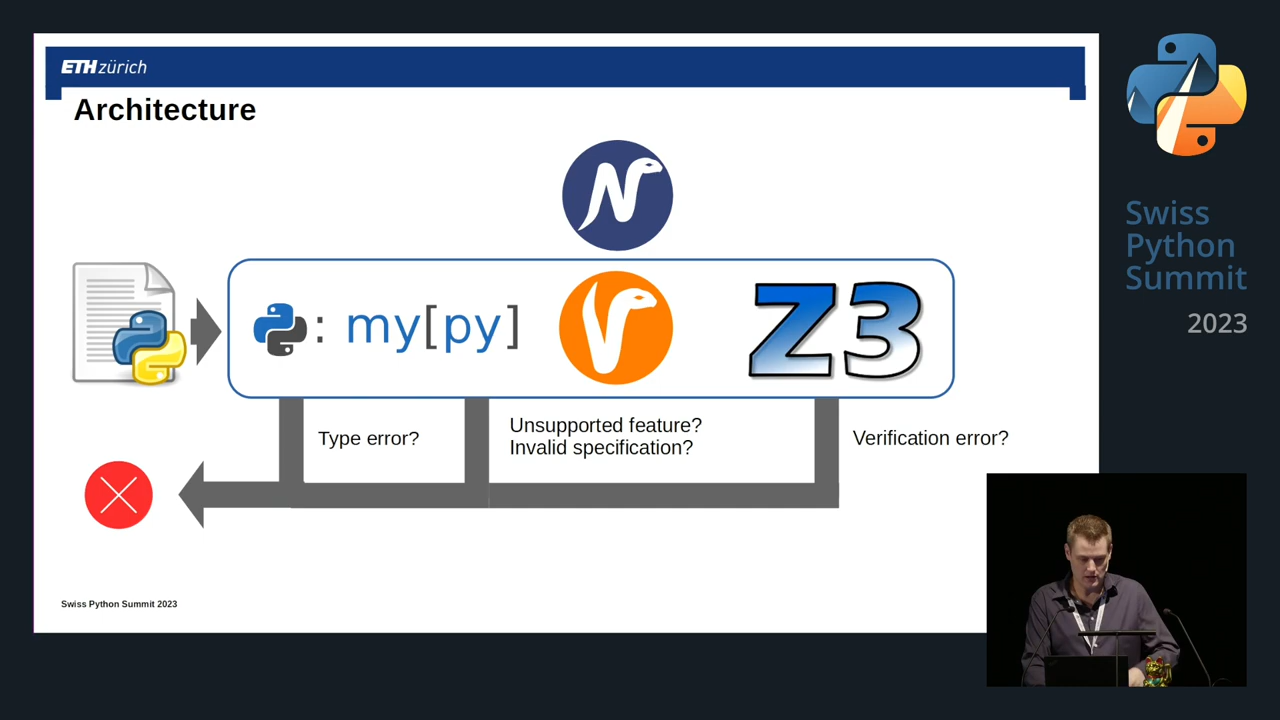 ETH zürich
Architecture
N
: my[py]
V
Z3
Type error?
Unsupported feature?
Invalid specification?
Verification error?
Swiss Python Summit 2023
Swiss
Python
Summit
2023